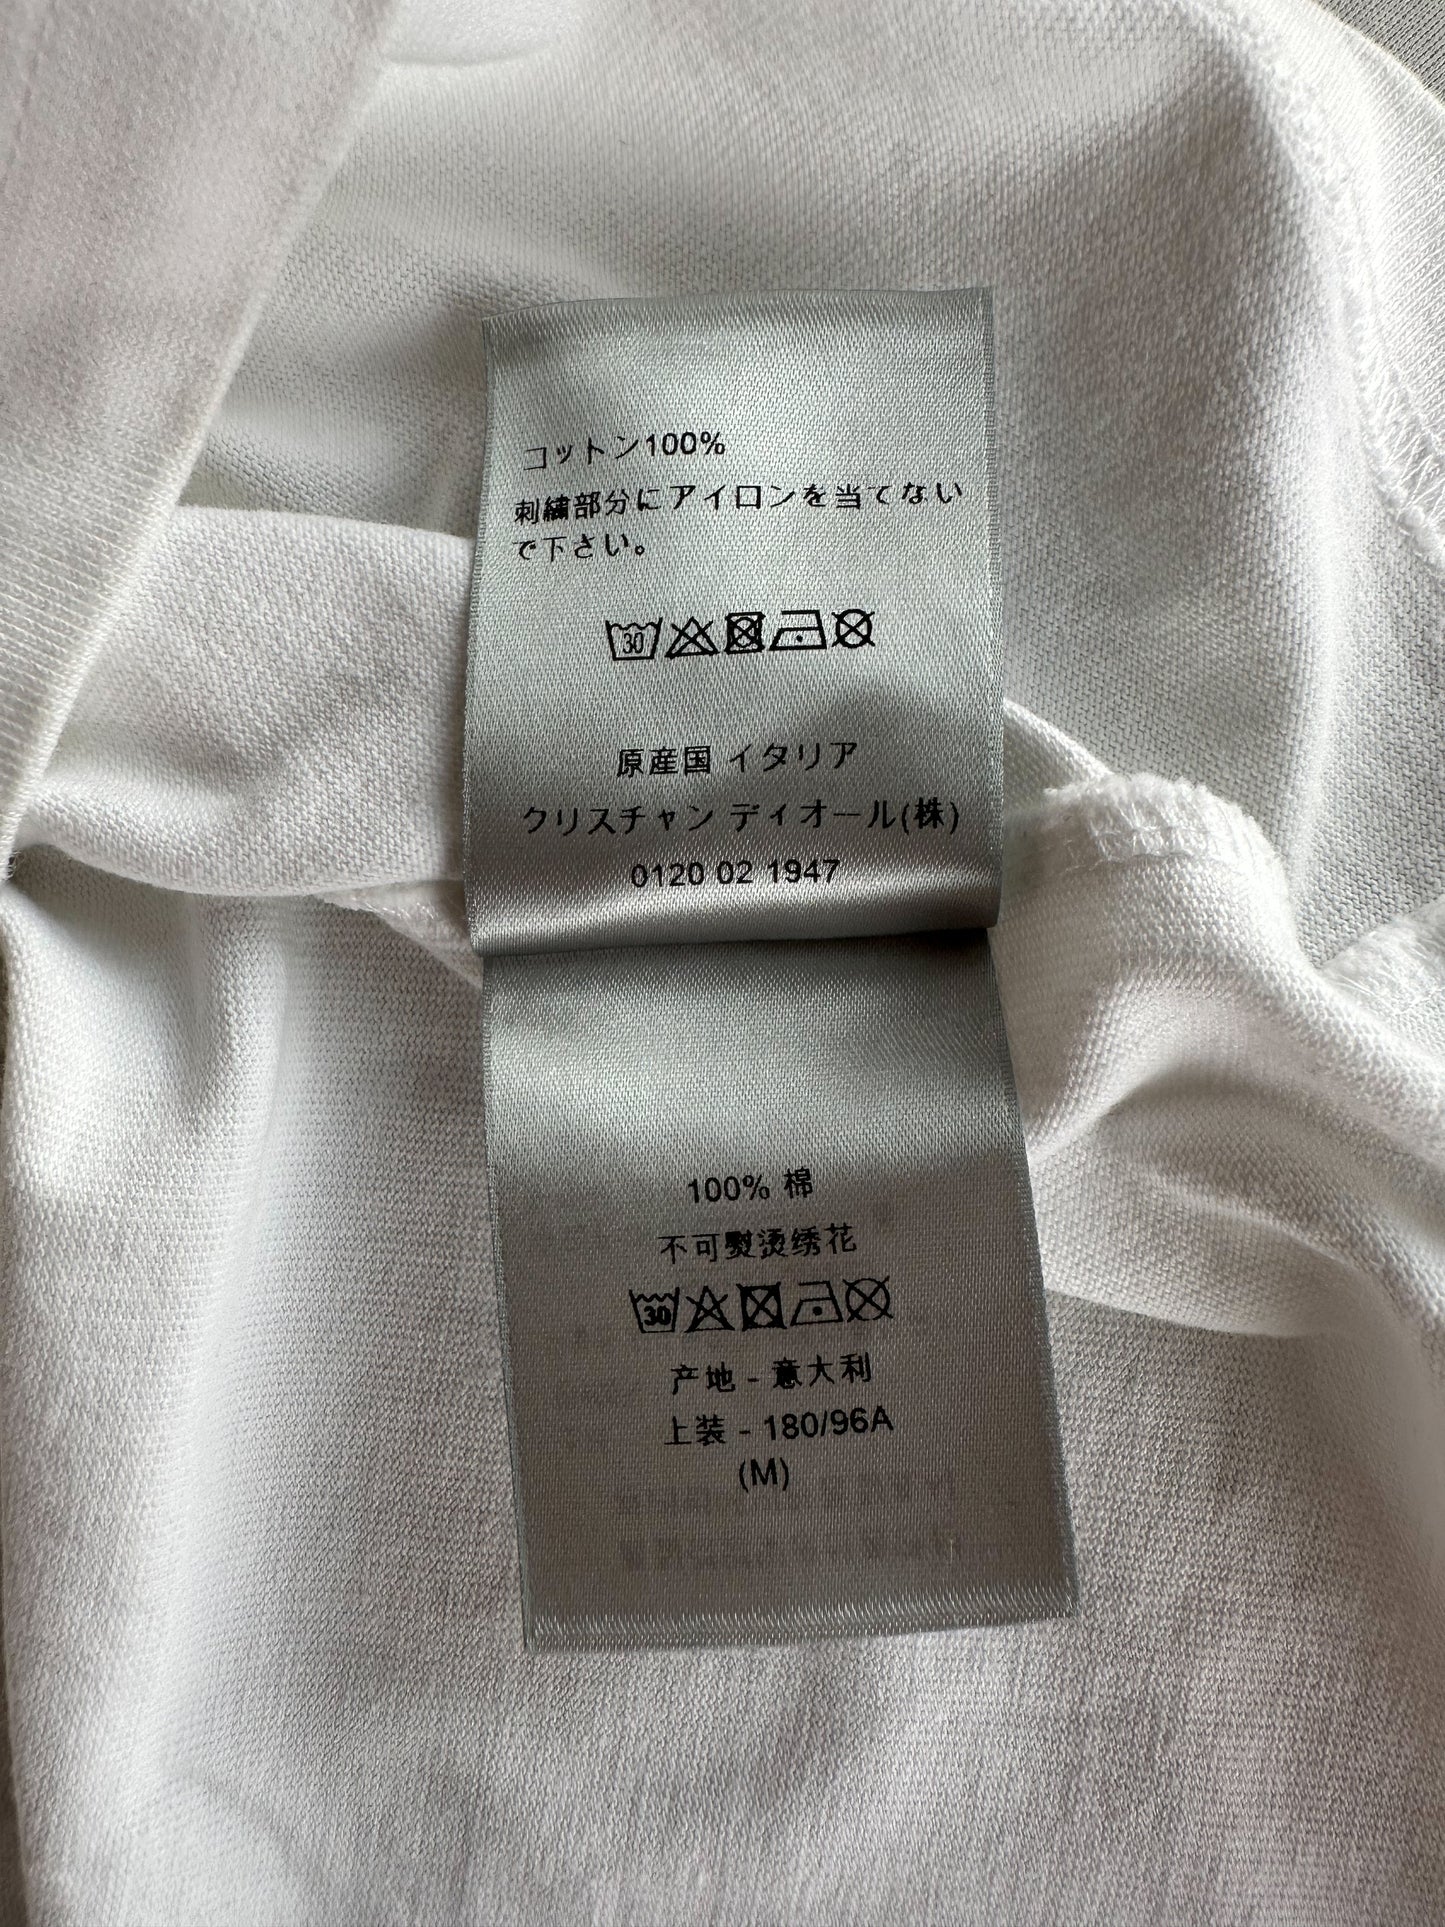 コットン100%
刺繍部分にアイロンを当てない
で下さい。
30
原産国 イタリア
クリスチャン ディオール(株)
0120 02 1947
100% 棉
不可熨烫绣花
30
产地 - 意大利
上装 - 180/96A
(M)